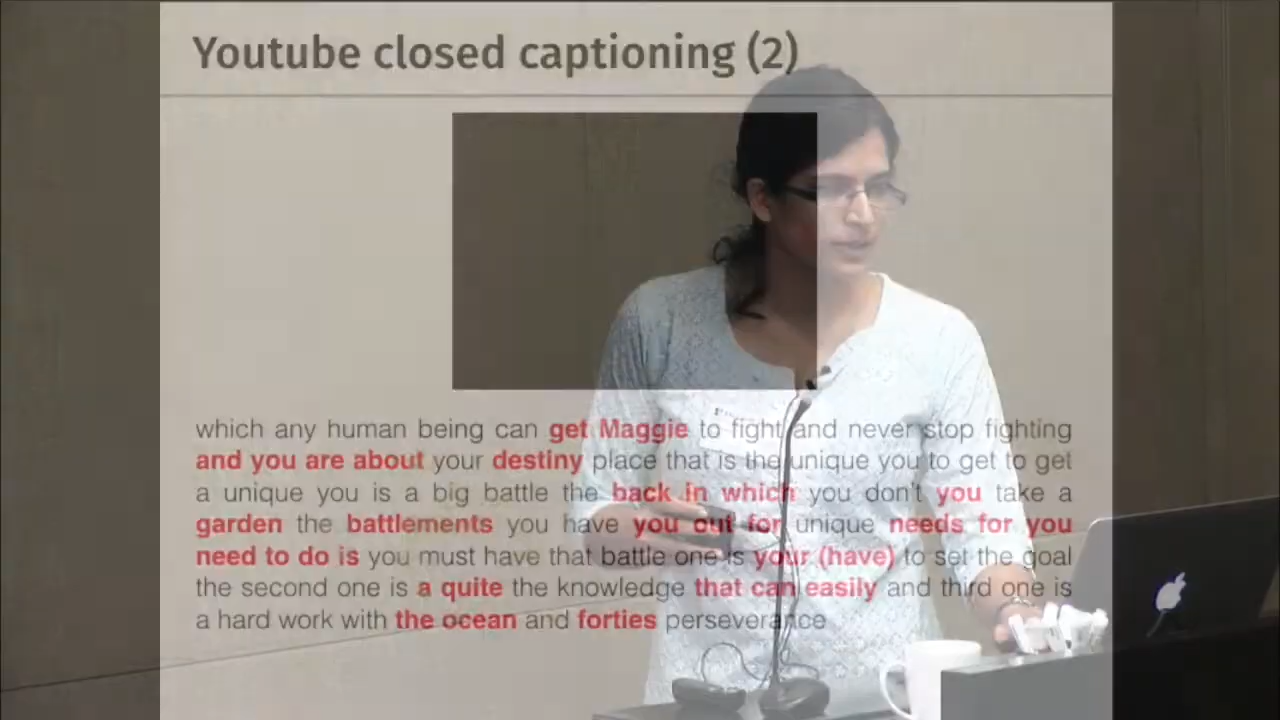 Youtube closed captioning (2)
which any human being can get Maggie to fight and never stop fighting
and you are about your destiny place that is the unique you to get to get
a unique you is a big battle the back in which you don't you take a
garden the battlements you have you out for unique needs for you
need to do is you must have that battle one is your (have) to set the goal
the second one is a quite the knowledge that can easily and third one is
a hard work with the ocean and forties perseverance